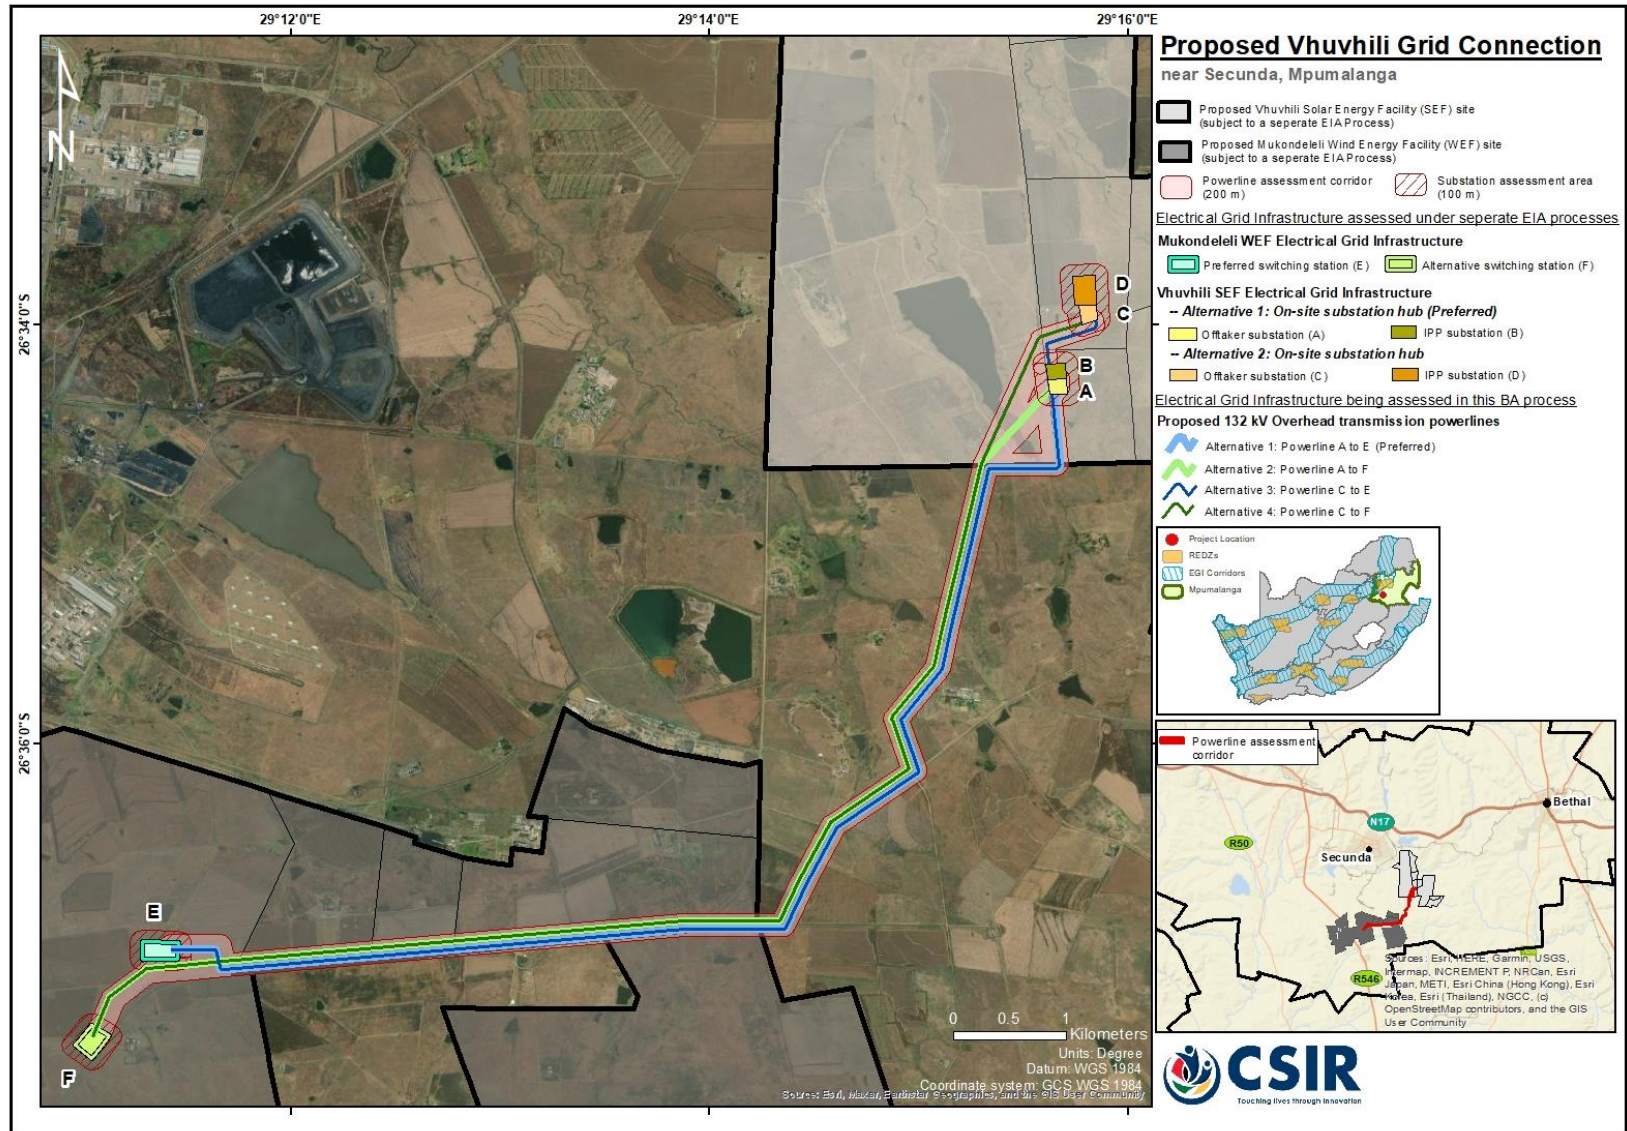 29°12'0"E
29°14'0"E
29°16'0"E
26°34'0"S
26°36'0"S
N
D
C
B
A
E
F
0 0.5 1
Kilometers
Units: Degree
Datum: WGS 1984
Coordinate system: GCS WGS 1984
Source: Esri, Maxar, Earthstar Geographics, and the GIS User Community
Proposed Vhuvhili Grid Connection
near Secunda, Mpumalanga
Proposed Vhuvhili Solar Energy Facility (SEF) site
(subject to a seperate EIA Process)
Proposed Mukondeleli Wind Energy Facility (WEF) site
(subject to a seperate EIA Process)
Powerline assessment corridor
(200 m)
Substation assessment area
(100 m)
Electrical Grid Infrastructure assessed under seperate EIA processes
Mukondeleli WEF Electrical Grid Infrastructure
Preferred switching station (E)
Alternative switching station (F)
Vhuvhili SEF Electrical Grid Infrastructure
-- Alternative 1: On-site substation hub (Preferred)
Offtaker substation (A)
IPP substation (B)
-- Alternative 2: On-site substation hub
Offtaker substation (C)
IPP substation (D)
Electrical Grid Infrastructure being assessed in this BA process
Proposed 132 kV Overhead transmission powerlines
Alternative 1: Powerline A to E (Preferred)
Alternative 2: Powerline A to F
Alternative 3: Powerline C to E
Alternative 4: Powerline C to F
Project Location
REDZs
EGI Corridors
Mpumalanga
Powerline assessment
corridor
Bethal
N17
R50
Secunda
R546
Sources: Esri, HERE, Garmin, USGS,
Intermap, INCREMENT P, NRCan, Esri
Japan, METI, Esri China (Hong Kong), Esri
Korea, Esri (Thailand), NGCC, (c)
OpenStreetMap contributors, and the GIS
User Community
CSIR
Touching lives through innovation